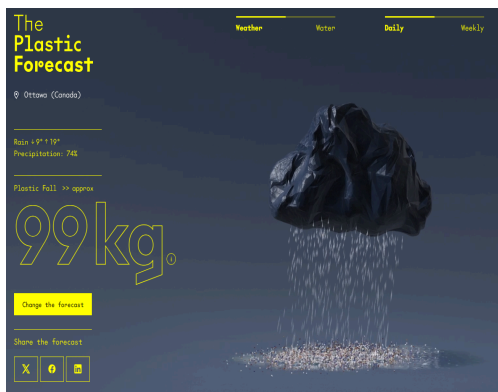 The
Plastic
Forecast
Weather
Water
Daily
Weekly
Ottawa (Canada)
Rain ↓9° ↑19°
Precipitation: 74%
Plastic Fall >> approx
99kg.
Change the forecast
Share the forecast